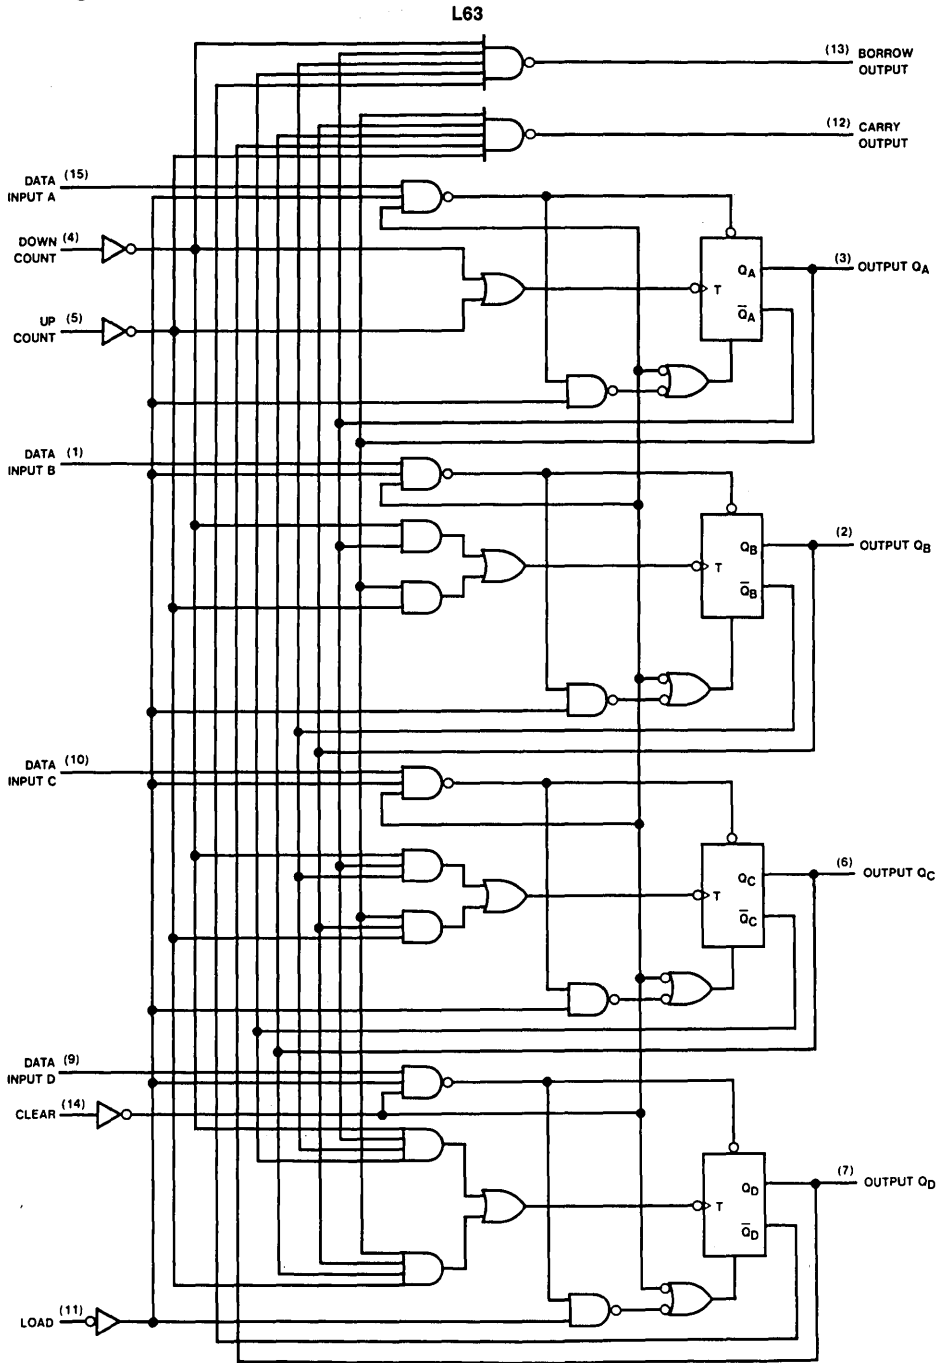 L63
(13) BORROW
OUTPUT
(12) CARRY
OUTPUT
DATA (15)
INPUT A
DOWN (4)
COUNT
(3) OUTPUT QA
QA
T
Q̅A
UP (5)
COUNT
DATA (1)
INPUT B
(2) OUTPUT QB
QB
T
Q̅B
DATA (10)
INPUT C
(6) OUTPUT QC
QC
T
Q̅C
DATA (9)
INPUT D
CLEAR (14)
(7) OUTPUT QD
QD
T
Q̅D
LOAD (11)